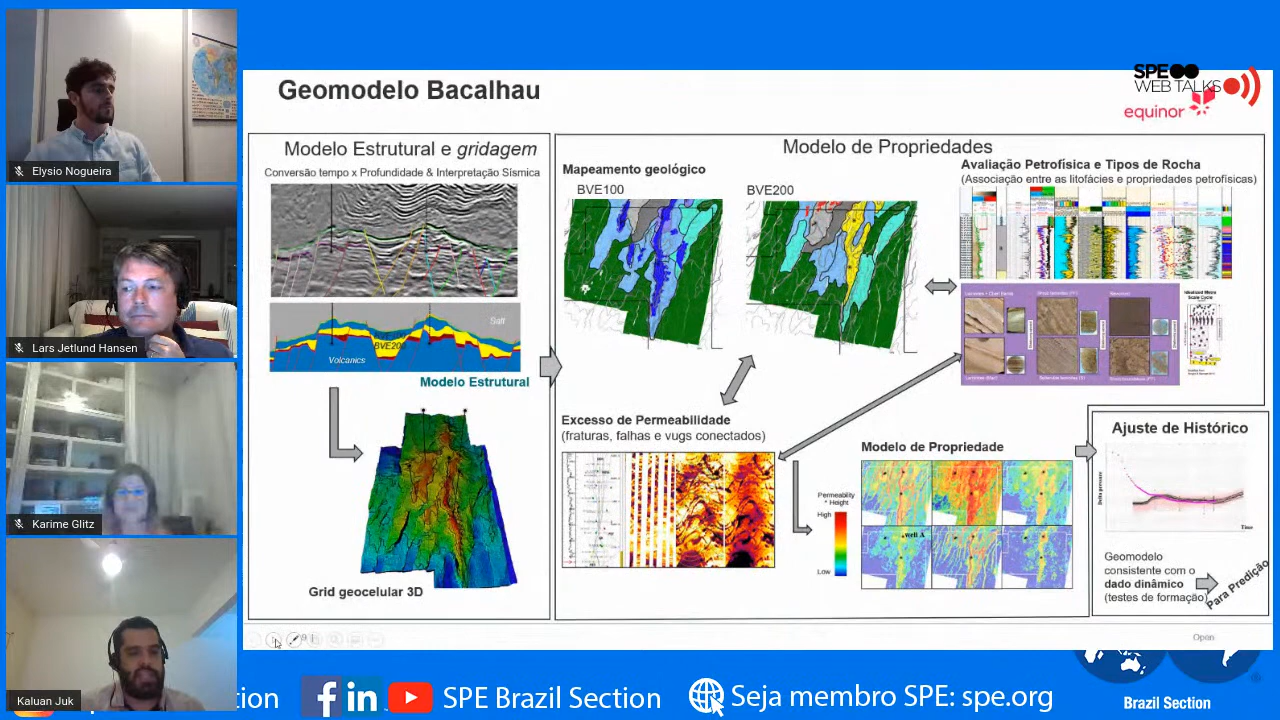 Elysio Nogueira
Lars Jetlund Hansen
Karime Glitz
Kaluan Juk
Geomodelo Bacalhau
SPE
WEB TALKS
equinor
Modelo Estrutural e gridagem
Conversão tempo x Profundidade & Interpretação Sísmica
Salt
BVE200
Volcanics
Modelo Estrutural
Grid geocelular 3D
Modelo de Propriedades
Mapeamento geológico
BVE100
BVE200
Avaliação Petrofísica e Tipos de Rocha
(Associação entre as litofácies e propriedades petrofísicas)
Excesso de Permeabilidade
(fraturas, falhas e vugs conectados)
Modelo de Propriedade
Permeability
* Height
High
Low
well A
Ajuste de Histórico
Delta pressure
Time
Geomodelo
consistente com o
dado dinâmico
(testes de formação)
Para Predição
Open
SPE Brazil Section
Seja membro SPE: spe.org
Brazil Section